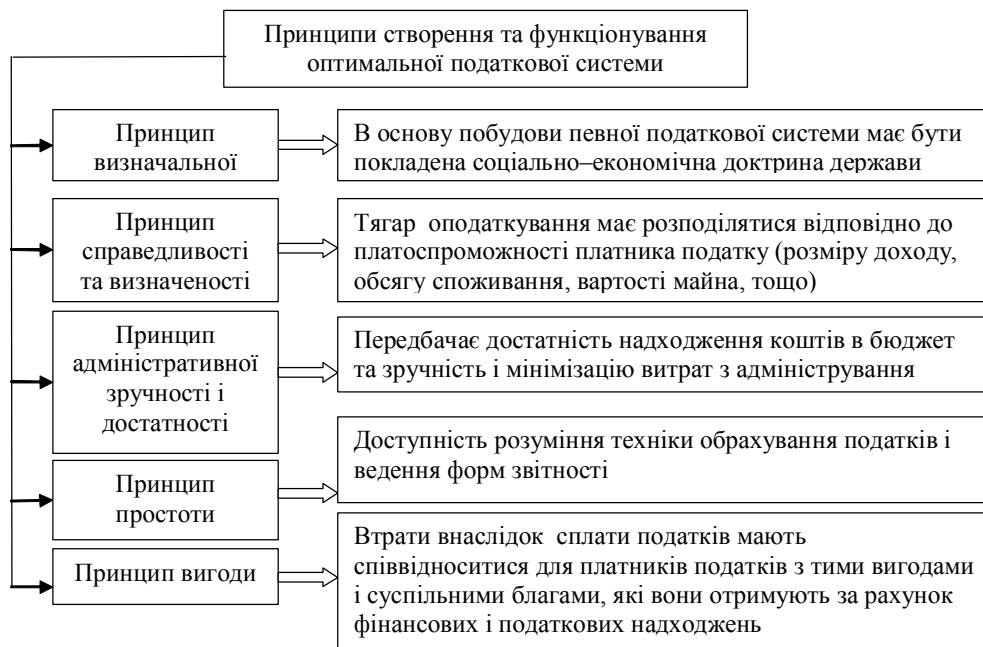 Принципи створення та функціонування
оптимальної податкової системи
Принцип
визначальної
В основу побудови певної податкової системи має бути
покладена соціально–економічна доктрина держави
Принцип
справедливості
та визначеності
Тягар оподаткування має розподілятися відповідно до
платоспроможності платника податку (розміру доходу,
обсягу споживання, вартості майна, тощо)
Принцип
адміністративної
зручності і
достатності
Передбачає достатність надходження коштів в бюджет
та зручність і мінімізацію витрат з адміністрування
Принцип
простоти
Доступність розуміння техніки обрахування податків і
ведення форм звітності
Принцип вигоди
Втрати внаслідок сплати податків мають
співвідноситися для платників податків з тими вигодами
і суспільними благами, які вони отримують за рахунок
фінансових і податкових надходжень